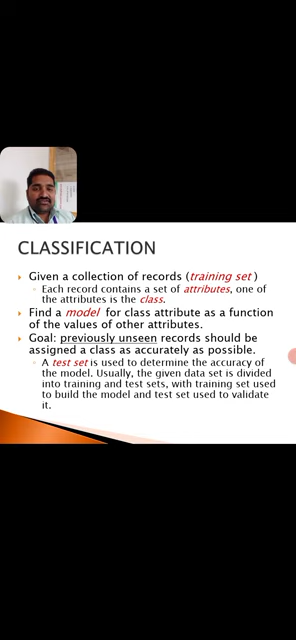 CLASSIFICATION
Given a collection of records (training set )
Each record contains a set of attributes, one of
the attributes is the class.
Find a model for class attribute as a function
of the values of other attributes.
Goal: previously unseen records should be
assigned a class as accurately as possible.
A test set is used to determine the accuracy of
the model. Usually, the given data set is divided
into training and test sets, with training set used
to build the model and test set used to validate
it.